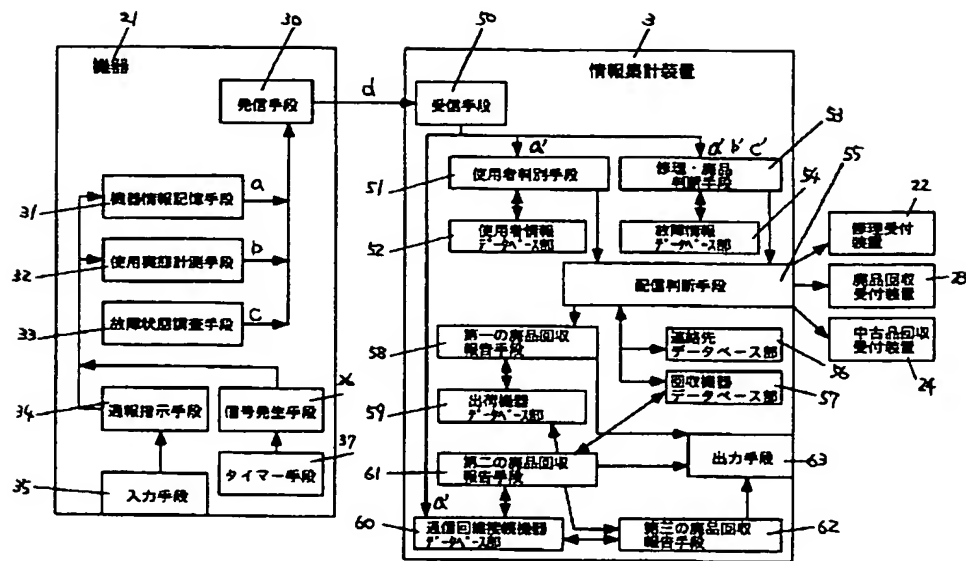 21
30
50
3
機器
情報集計装置
発信手段
d
受信手段
53
a'
a' b' c'
55
51
使用者判別手段
修理・廃品
判断手段
54
22
31
機器情報記憶手段
a
52
使用者情報
データベース部
故障情報
データベース部
修理受付
装置
32
使用実態計測手段
b
配信判断手段
廃品回収
受付装置
23
33
故障状態調査手段
c
58
第一の廃品回収
報告手段
連絡先
データベース部
56
中古品回収
受付装置
24
36
59
出荷機器
データベース部
回収機器
データベース部
57
34
通報指示手段
信号発生手段
37
61
第二の廃品回収
報告手段
出力手段
63
35
入力手段
タイマー手段
a'
60
通信回線接続機器
データベース部
第三の廃品回収
報告手段
62